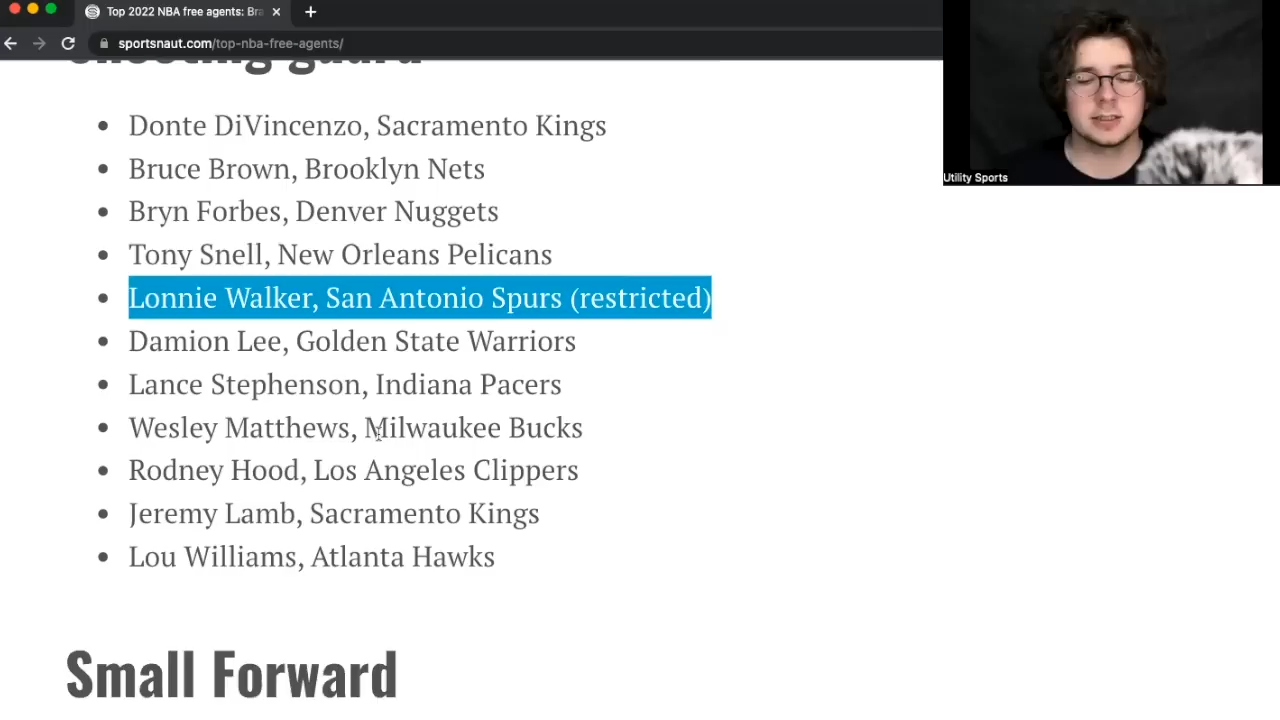 Top 2022 NBA free agents: Bra
sportsnaut.com/top-nba-free-agents/
Utility Sports
Shooting guard
Donte DiVincenzo, Sacramento Kings
Bruce Brown, Brooklyn Nets
Bryn Forbes, Denver Nuggets
Tony Snell, New Orleans Pelicans
Lonnie Walker, San Antonio Spurs (restricted)
Damion Lee, Golden State Warriors
Lance Stephenson, Indiana Pacers
Wesley Matthews, Milwaukee Bucks
Rodney Hood, Los Angeles Clippers
Jeremy Lamb, Sacramento Kings
Lou Williams, Atlanta Hawks
Small Forward